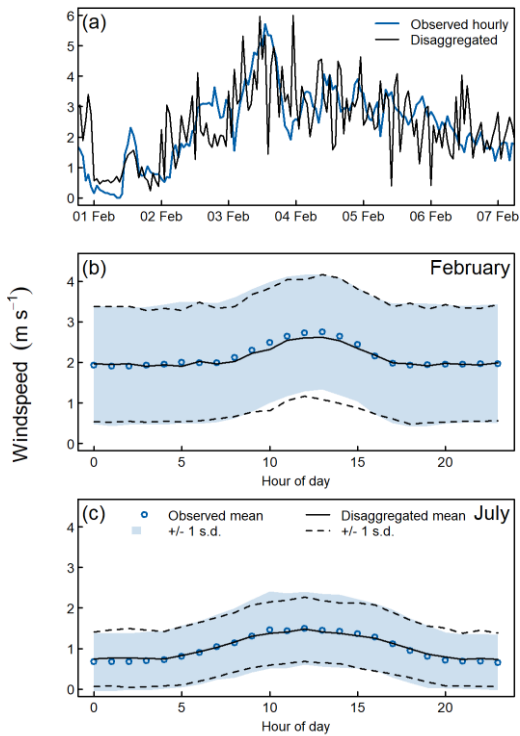 (a)
Observed hourly
Disaggregated
6
5
4
3
2
1
0
01 Feb 02 Feb 03 Feb 04 Feb 05 Feb 06 Feb 07 Feb
Windspeed (m s⁻¹)
(b)
February
4
3
2
1
0
0 5 10 15 20
Hour of day
(c)
July
Observed mean Disaggregated mean
+/- 1 s.d. +/- 1 s.d.
4
3
2
1
0
0 5 10 15 20
Hour of day